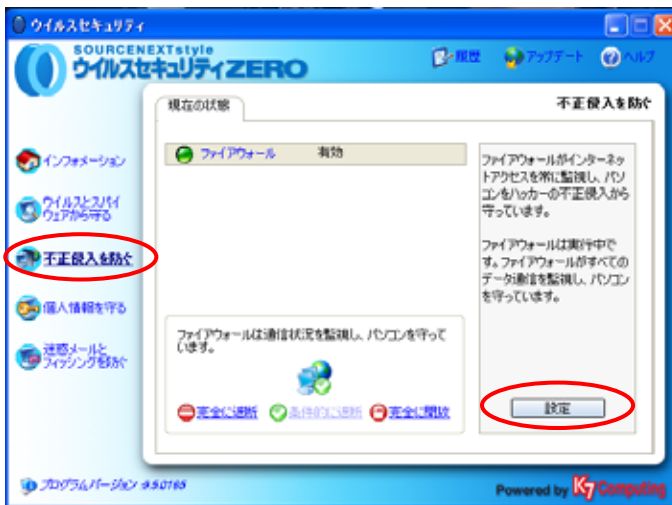 ウイルスセキュリティ
SOURCENEXTstyle
ウイルスセキュリティZERO
履歴 アップデート ヘルプ
現在の状態
不正侵入を防ぐ
ファイアウォール 有効
インフォメーション
ウイルスとスパイ
ウェアから守る
不正侵入を防ぐ
個人情報を守る
迷惑メールと
フィッシングを防ぐ
ファイアウォールがインターネッ
トアクセスを常に監視し、パソ
コンをハッカーの不正侵入から
守っています。
ファイアウォールは実行中で
す。ファイアウォールがすべての
データ通信を監視し、パソコン
を守っています。
ファイアウォールは通信状況を監視し、パソコンを守って
います。
完全に遮断 条件的に遮断 完全に開放
設定
プログラムバージョン 9.5.0165
Powered by K7 Computing